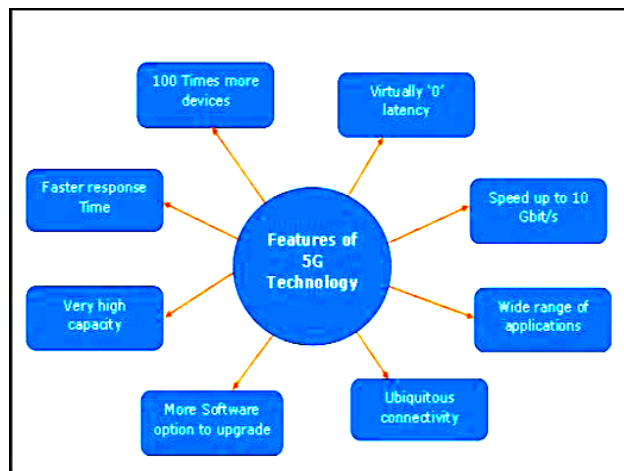 100 Times more
devices
Virtually '0'
latency
Faster response
Time
Speed up to 10
Gbit/s
Features of
5G
Technology
Very high
capacity
Wide range of
applications
More Software
option to upgrade
Ubiquitous
connectivity